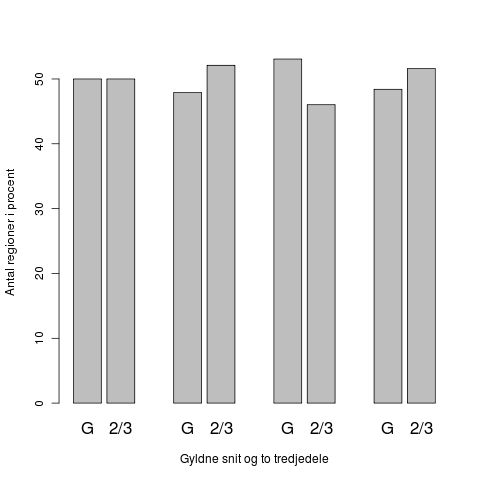 Antal regioner i procent
50
40
30
20
10
0
G 2/3 G 2/3 G 2/3 G 2/3
Gyldne snit og to tredjedele